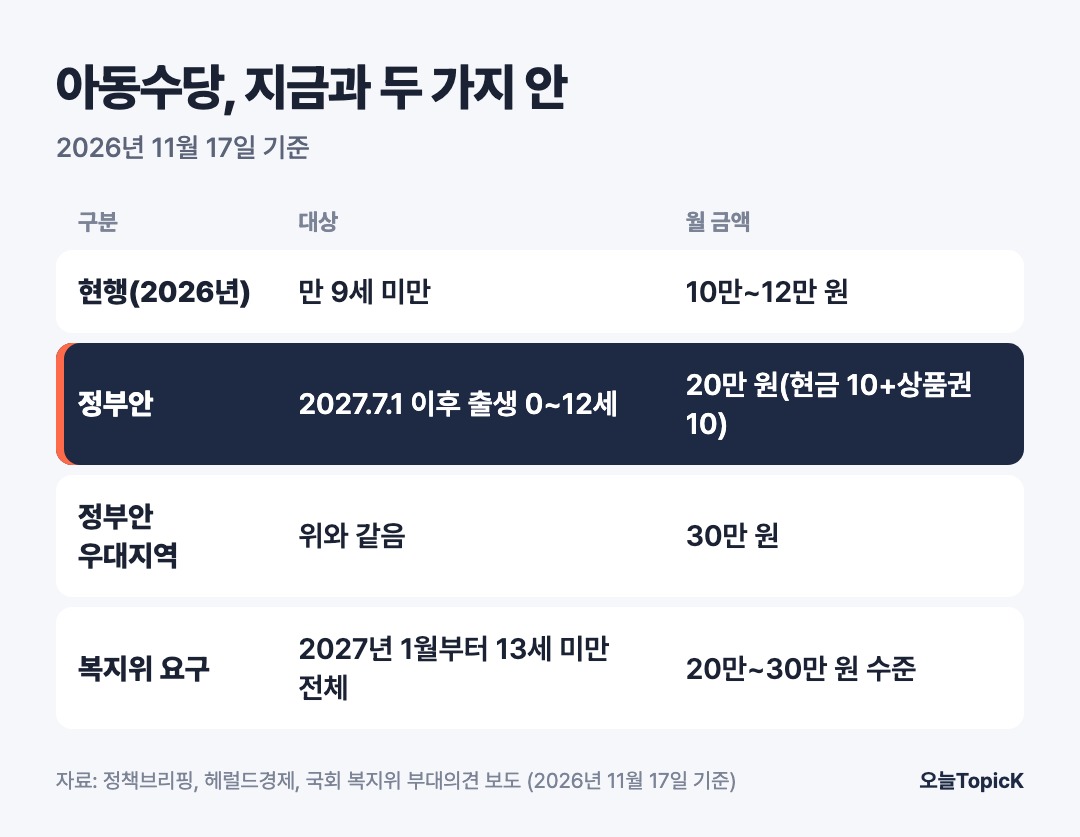 아동수당, 지금과 두 가지 안
2026년 11월 17일 기준
구분 대상 월 금액
현행(2026년) 만 9세 미만 10만~12만 원
정부안 2027.7.1 이후 출생 0~12세 20만 원(현금 10+상품권
10)
정부안
우대지역 위와 같음 30만 원
복지위 요구 2027년 1월부터 13세 미만
전체 20만~30만 원 수준
자료: 정책브리핑, 헤럴드경제, 국회 복지위 부대의견 보도 (2026년 11월 17일 기준) 오늘TopicK